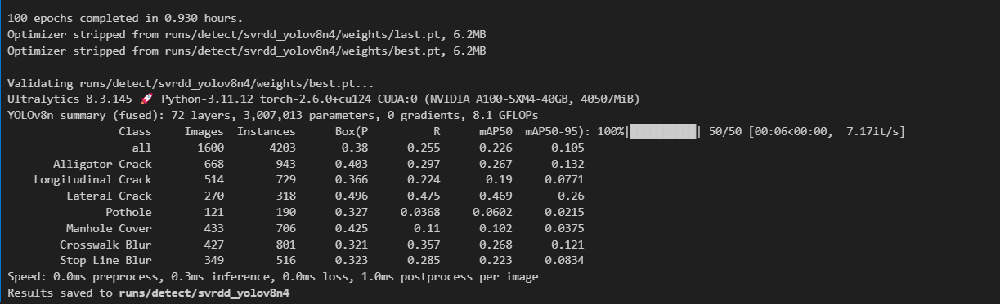 100 epochs completed in 0.930 hours.
Optimizer stripped from runs/detect/svrdd_yolov8n4/weights/last.pt, 6.2MB
Optimizer stripped from runs/detect/svrdd_yolov8n4/weights/best.pt, 6.2MB
Validating runs/detect/svrdd_yolov8n4/weights/best.pt...
Ultralytics 8.3.145 🚀 Python-3.11.12 torch-2.6.0+cu124 CUDA:0 (NVIDIA A100-SXM4-40GB, 40507MiB)
YOLOv8n summary (fused): 72 layers, 3,007,013 parameters, 0 gradients, 8.1 GFLOPs
Class Images Instances Box(P R mAP50 mAP50-95): 100%|██████████| 50/50 [00:06<00:00, 7.17it/s]
all 1600 4203 0.38 0.255 0.226 0.105
Alligator Crack 668 943 0.403 0.297 0.267 0.132
Longitudinal Crack 514 729 0.366 0.224 0.19 0.0771
Lateral Crack 270 318 0.496 0.475 0.469 0.26
Pothole 121 190 0.327 0.0368 0.0602 0.0215
Manhole Cover 433 706 0.425 0.11 0.102 0.0375
Crosswalk Blur 427 801 0.321 0.357 0.268 0.121
Stop Line Blur 349 516 0.323 0.285 0.223 0.0834
Speed: 0.0ms preprocess, 0.3ms inference, 0.0ms loss, 1.0ms postprocess per image
Results saved to runs/detect/svrdd_yolov8n4